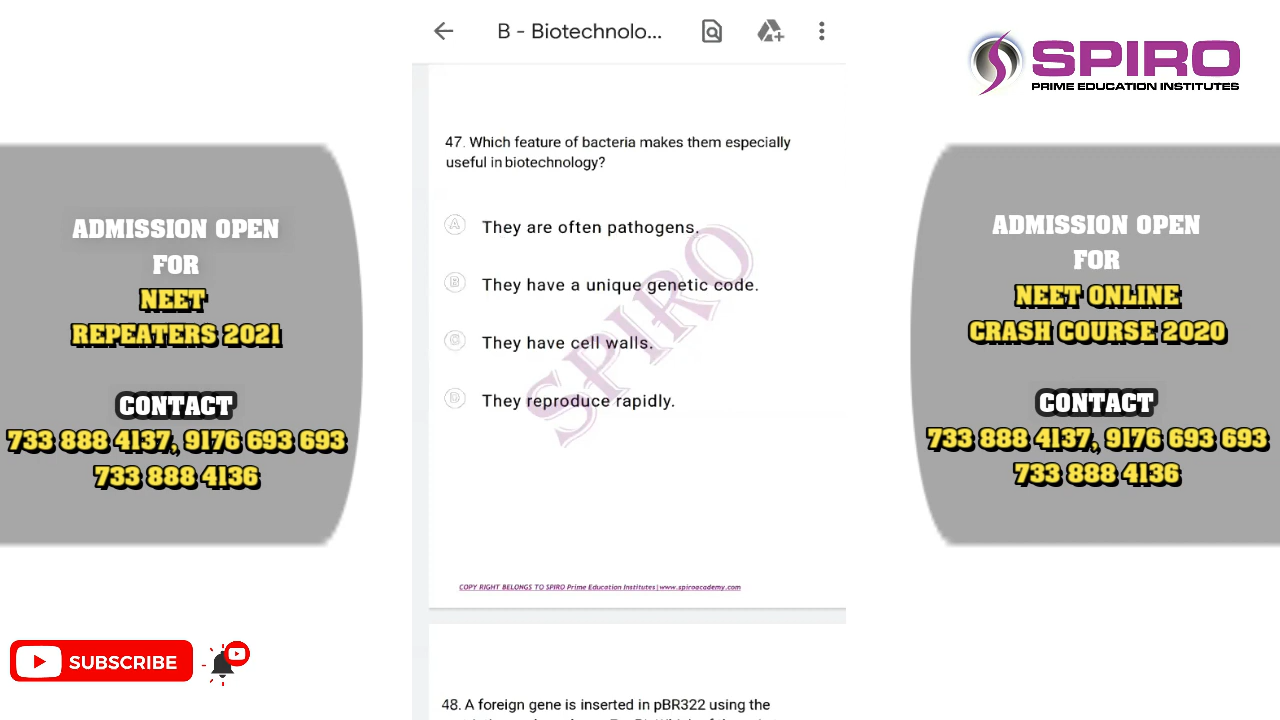 B - Biotechnolo...
SPIRO
PRIME EDUCATION INSTITUTES
ADMISSION OPEN
FOR
NEET
REPEATERS 2021
CONTACT
733 888 4137, 9176 693 693
733 888 4136
47. Which feature of bacteria makes them especially
useful in biotechnology?
A They are often pathogens.
B They have a unique genetic code.
C They have cell walls.
D They reproduce rapidly.
SPIRO
COPY RIGHT BELONGS TO SPIRO Prime Education Institutes|www.spiroacademy.com
48. A foreign gene is inserted in pBR322 using the
ADMISSION OPEN
FOR
NEET ONLINE
CRASH COURSE 2020
CONTACT
733 888 4137, 9176 693 693
733 888 4136
SUBSCRIBE